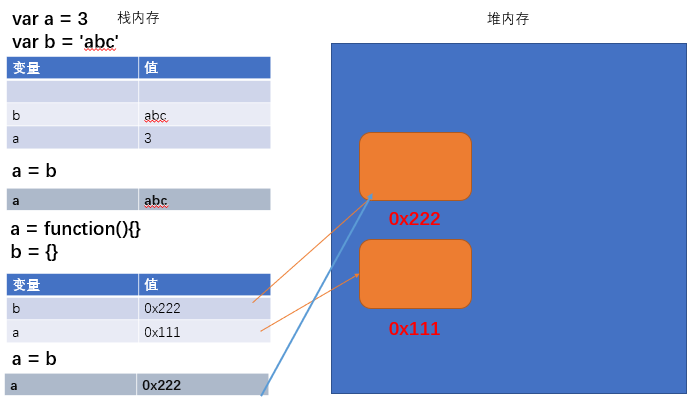 var a = 3 栈内存
var b = 'abc'
变量 值
b abc
a 3
a = b
a abc
a = function(){}
b = {}
变量 值
b 0x222
a 0x111
a = b
a 0x222
堆内存
0x222
0x111